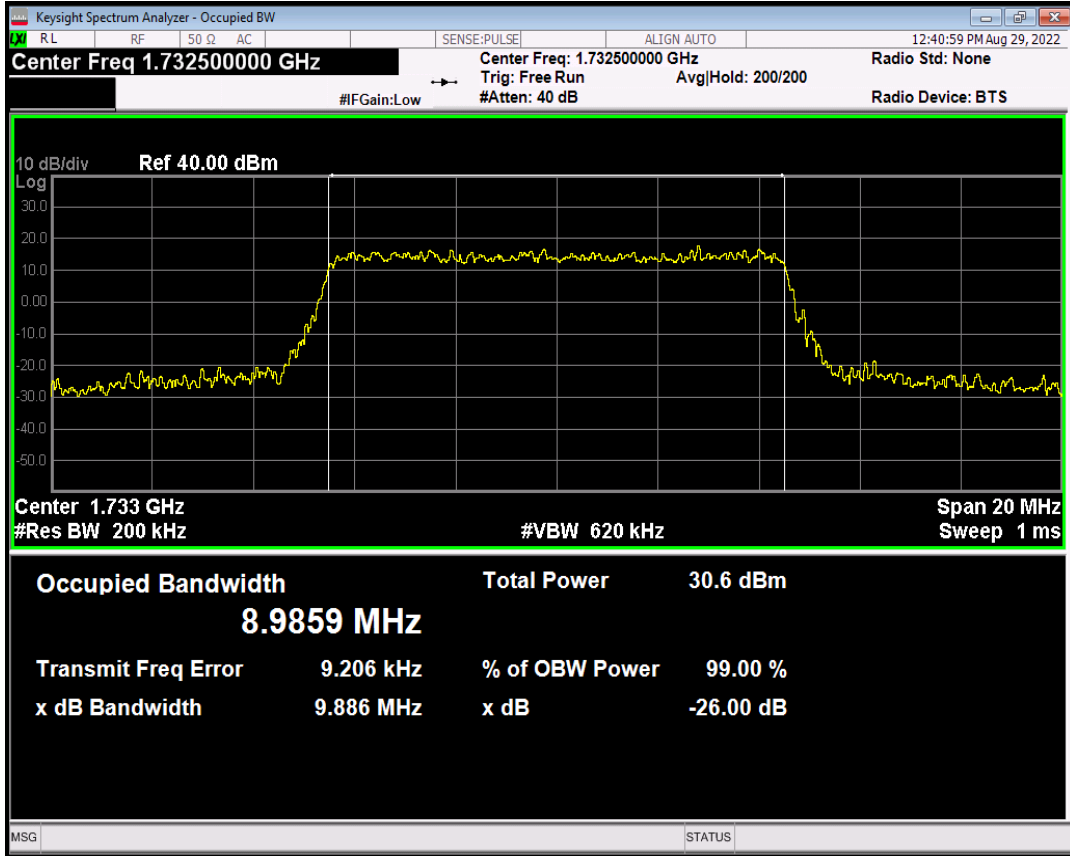 Keysight Spectrum Analyzer - Occupied BW
LXI RL RF 50 Ω AC SENSE:PULSE ALIGN AUTO 12:40:59 PM Aug 29, 2022
Center Freq 1.732500000 GHz
Center Freq: 1.732500000 GHz
Radio Std: None
Trig: Free Run Avg|Hold: 200/200
#IFGain:Low #Atten: 40 dB Radio Device: BTS
10 dB/div Ref 40.00 dBm
Log
30.0
20.0
10.0
0.00
-10.0
-20.0
-30.0
-40.0
-50.0
Center 1.733 GHz Span 20 MHz
#Res BW 200 kHz #VBW 620 kHz Sweep 1 ms
Occupied Bandwidth Total Power 30.6 dBm
8.9859 MHz
Transmit Freq Error 9.206 kHz % of OBW Power 99.00 %
x dB Bandwidth 9.886 MHz x dB -26.00 dB
MSG STATUS